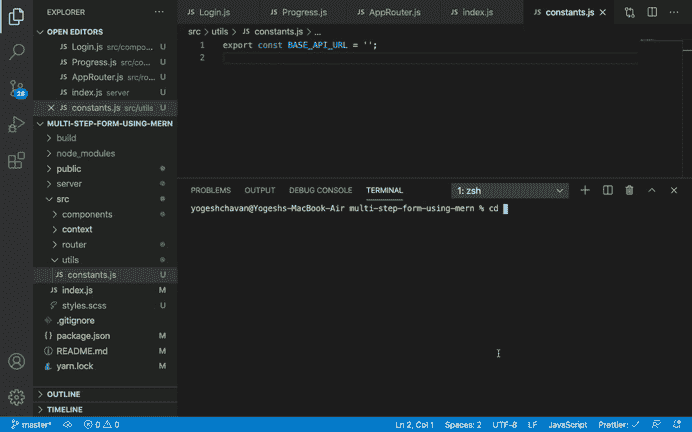 EXPLORER
OPEN EDITORS
JS Login.js src/compo... U
JS Progress.js src/co... U
JS AppRouter.js src/ro... U
JS index.js server U
JS constants.js src/utils U
MULTI-STEP-FORM-USING-MERN
build
node_modules
public
server
src
components
context
router
utils
JS constants.js U
JS index.js M
styles.scss U
.gitignore
package.json M
README.md M
yarn.lock M
OUTLINE
TIMELINE
26
JS Login.js JS Progress.js JS AppRouter.js JS index.js JS constants.js
src > utils > JS constants.js > ...
1 export const BASE_API_URL = '';
2
PROBLEMS OUTPUT DEBUG CONSOLE TERMINAL 1: zsh
yogeshchavan@Yogeshs-MacBook-Air multi-step-form-using-mern % cd
master* 0 0 Ln 2, Col 1 Spaces: 2 UTF-8 LF JavaScript Prettier: ✓